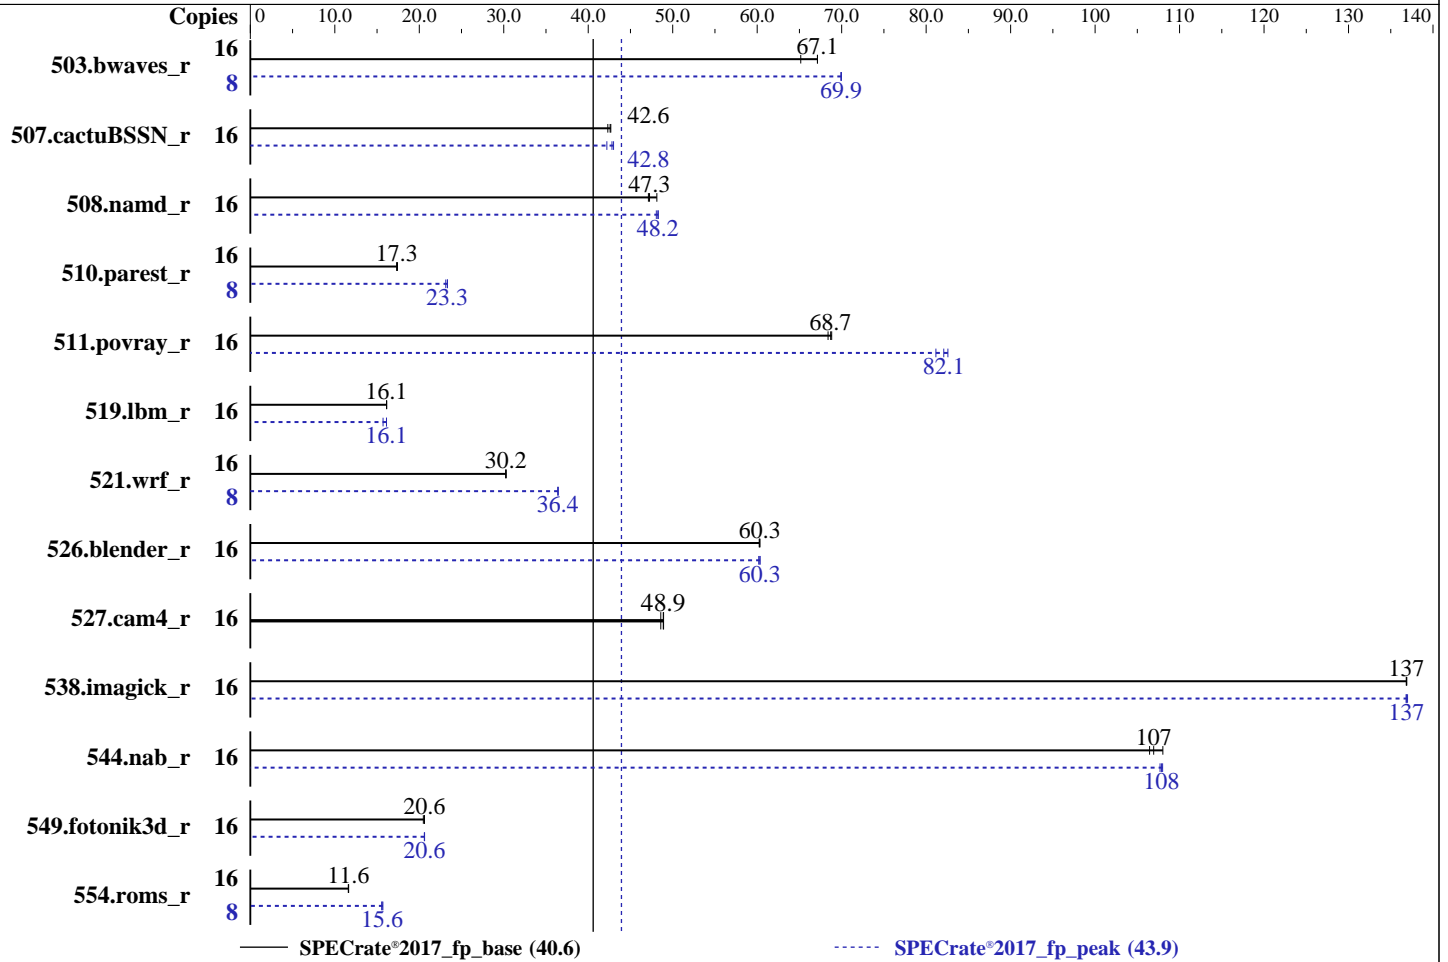 Copies 0 10.0 20.0 30.0 40.0 50.0 60.0 70.0 80.0 90.0 100 110 120 130 140
503.bwaves_r 16 67.1
8 69.9
507.cactuBSSN_r 16 42.6
42.8
508.namd_r 16 47.3
48.2
510.parest_r 16 17.3
8 23.3
511.povray_r 16 68.7
82.1
519.lbm_r 16 16.1
16.1
521.wrf_r 16 30.2
8 36.4
526.blender_r 16 60.3
60.3
527.cam4_r 16 48.9
538.imagick_r 16 137
137
544.nab_r 16 107
108
549.fotonik3d_r 16 20.6
20.6
554.roms_r 16 11.6
8 15.6
SPECrate®2017_fp_base (40.6) SPECrate®2017_fp_peak (43.9)